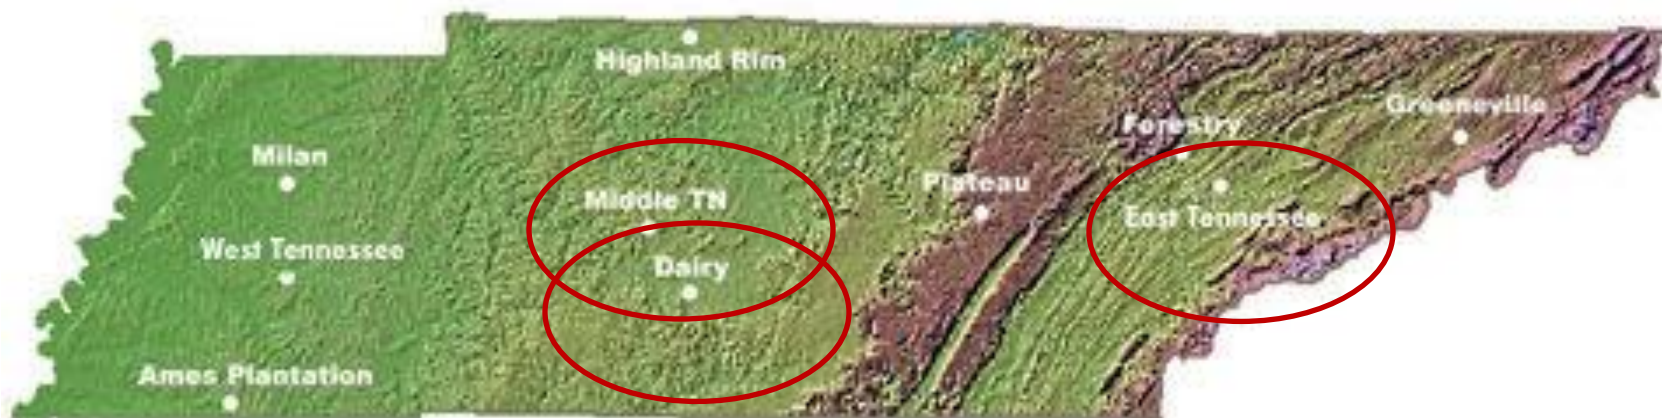 Highland Rim
Greeneville
Forestry
Milan
Plateau
Middle TN
East Tennessee
West Tennessee
Dairy
Ames Plantation